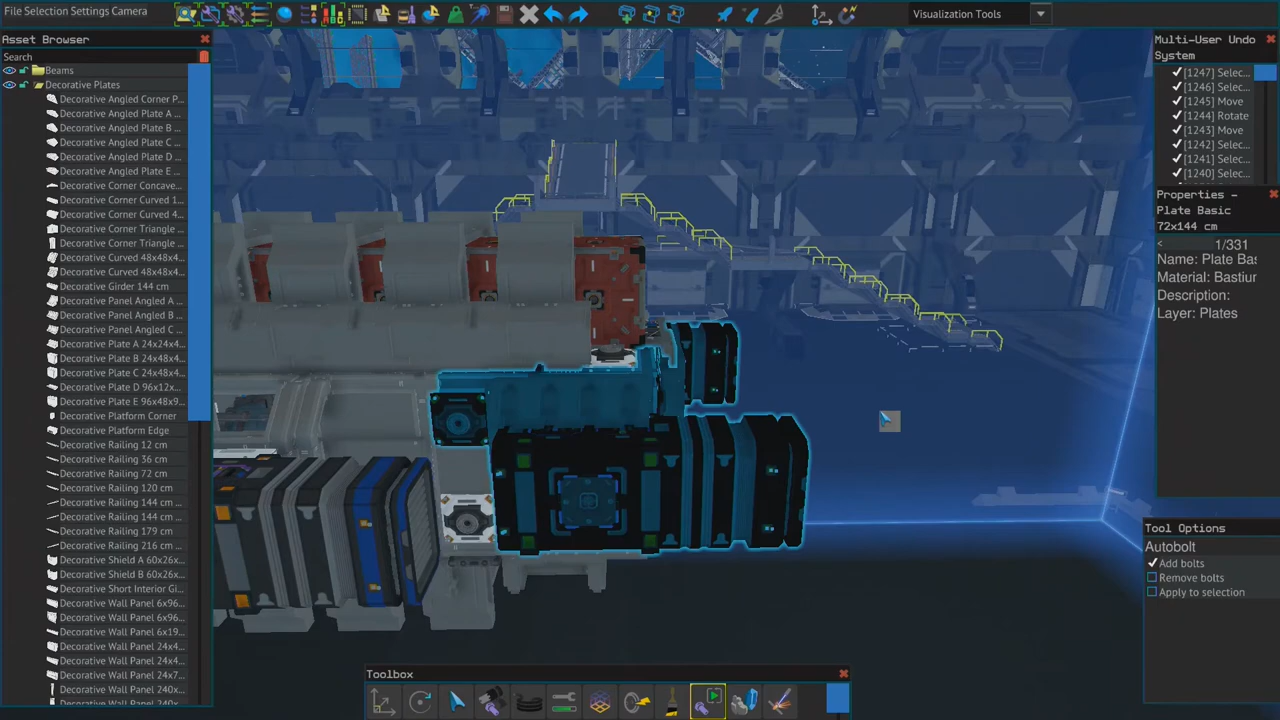 File Selection Settings Camera
Visualization Tools
Asset Browser
Search
Beams
Decorative Plates
Decorative Angled Corner P...
Decorative Angled Plate A ...
Decorative Angled Plate B ...
Decorative Angled Plate C ...
Decorative Angled Plate D ...
Decorative Angled Plate E ...
Decorative Corner Concave...
Decorative Corner Curved 1...
Decorative Corner Curved 4...
Decorative Corner Triangle ...
Decorative Corner Triangle ...
Decorative Curved 48x48x4...
Decorative Curved 48x48x4...
Decorative Girder 144 cm
Decorative Panel Angled A ...
Decorative Panel Angled B ...
Decorative Panel Angled C ...
Decorative Plate A 24x24x4...
Decorative Plate B 24x48x4...
Decorative Plate C 24x48x4...
Decorative Plate D 96x12x...
Decorative Plate E 96x48x9...
Decorative Platform Corner
Decorative Platform Edge
Decorative Railing 12 cm
Decorative Railing 36 cm
Decorative Railing 72 cm
Decorative Railing 120 cm
Decorative Railing 144 cm ...
Decorative Railing 144 cm ...
Decorative Railing 179 cm
Decorative Railing 216 cm ...
Decorative Shield A 60x26x...
Decorative Shield B 60x26x...
Decorative Short Interior Gi...
Decorative Wall Panel 6x96...
Decorative Wall Panel 6x96...
Decorative Wall Panel 6x19...
Decorative Wall Panel 24x4...
Decorative Wall Panel 24x4...
Decorative Wall Panel 24x7...
Decorative Wall Panel 240x...
Decorative Wall Panel 240x...
Multi-User Undo
System
[1247] Selec...
[1246] Selec...
[1245] Move
[1244] Rotate
[1243] Move
[1242] Selec...
[1241] Selec...
[1240] Selec...
Properties -
Plate Basic
72x144 cm
< 1/331
Name: Plate Bas
Material: Bastiur
Description:
Layer: Plates
Tool Options
Autobolt
Add bolts
Remove bolts
Apply to selection
Toolbox